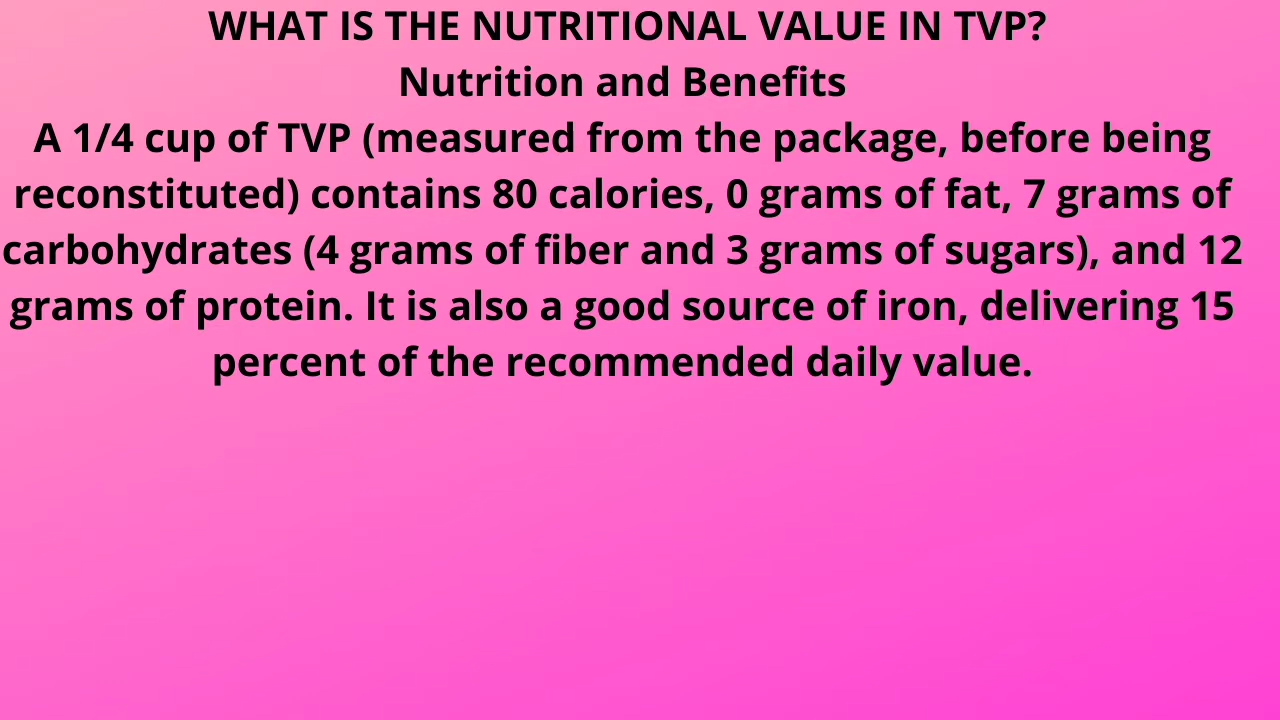 WHAT IS THE NUTRITIONAL VALUE IN TVP?
Nutrition and Benefits
A 1/4 cup of TVP (measured from the package, before being
reconstituted) contains 80 calories, 0 grams of fat, 7 grams of
carbohydrates (4 grams of fiber and 3 grams of sugars), and 12
grams of protein. It is also a good source of iron, delivering 15
percent of the recommended daily value.